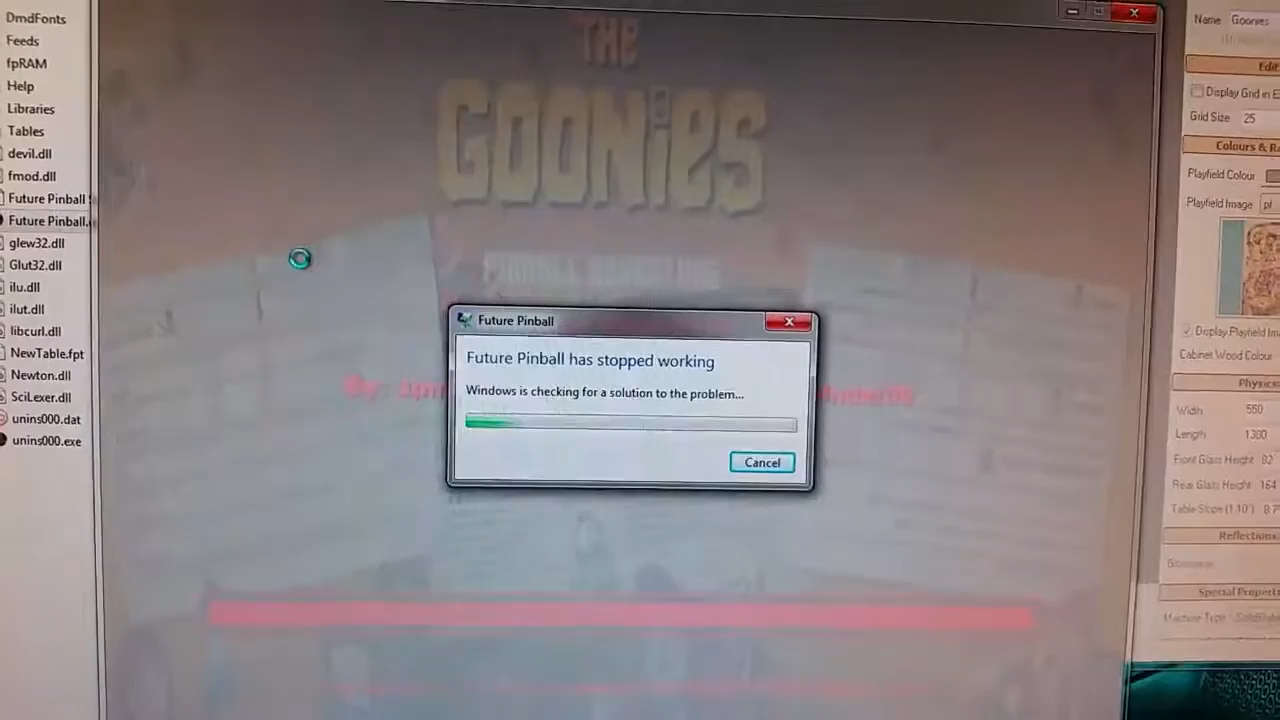 DmdFonts
Feeds
fpRAM
Help
Libraries
Tables
devil.dll
fmod.dll
Future Pinball
Future Pinball.
glew32.dll
Glut32.dll
ilu.dll
ilut.dll
libcurl.dll
NewTable.fpt
Newton.dll
SciLexer.dll
unins000.dat
unins000.exe
THE
GOONIES
By:
Future Pinball
Future Pinball has stopped working
Windows is checking for a solution to the problem...
Cancel
Name Goonies
Display Grid in
Grid Size 25
Colours &
Playfield Colour
Playfield Image
Display Playfield
Cabinet Wood Colour
Width 550
Length 1300
Front Glass Height 82
Rear Glass Height 164
Table Slope
Reflections
Special
Machine Type